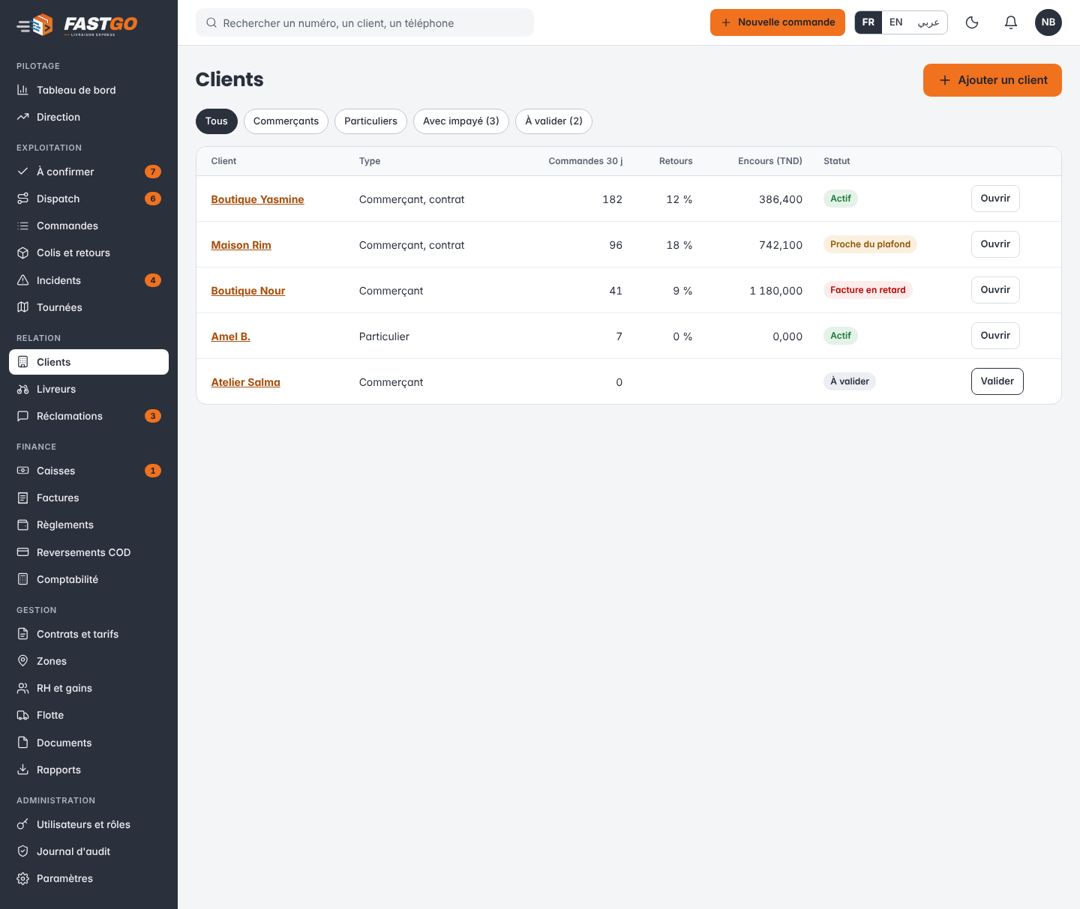 FASTGO
LIVRAISON EXPRESS
Rechercher un numéro, un client, un téléphone
+ Nouvelle commande
FR EN عربي
NB
PILOTAGE
Tableau de bord
Direction
EXPLOITATION
À confirmer 7
Dispatch 6
Commandes
Colis et retours
Incidents 4
Tournées
RELATION
Clients
Livreurs
Réclamations 3
FINANCE
Caisses 1
Factures
Règlements
Reversements COD
Comptabilité
GESTION
Contrats et tarifs
Zones
RH et gains
Flotte
Documents
Rapports
ADMINISTRATION
Utilisateurs et rôles
Journal d'audit
Paramètres
Clients
+ Ajouter un client
Tous Commerçants Particuliers Avec impayé (3) À valider (2)
Client Type Commandes 30 j Retours Encours (TND) Statut
Boutique Yasmine Commerçant, contrat 182 12 % 386,400 Actif Ouvrir
Maison Rim Commerçant, contrat 96 18 % 742,100 Proche du plafond Ouvrir
Boutique Nour Commerçant 41 9 % 1 180,000 Facture en retard Ouvrir
Amel B. Particulier 7 0 % 0,000 Actif Ouvrir
Atelier Salma Commerçant 0 À valider Valider